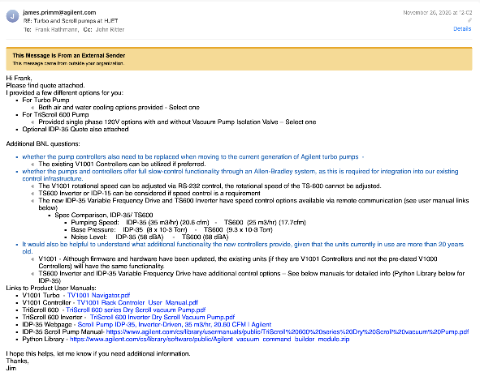 J
james.primm@agilent.com
November 26, 2025 at 12:02
RE: Turbo and Scroll pumps at HJET
To: Frank Rathmann, Cc: John Ritter
Details
This Message Is From an External Sender
This message came from outside your organization.
Hi Frank,
Please find quote attached.
I provided a few different options for you:
• For Turbo Pump
Both air and water cooling options provided - Select one
• For TriScroll 600 Pump
Provided single phase 120V options with and without Vacuum Pump Isolation Valve – Select one
• Optional IDP-35 Quote also attached
Additional BNL questions:
• whether the pump controllers also need to be replaced when moving to the current generation of Agilent turbo pumps -
The existing V1001 Controllers can be utilized if preferred.
• whether the pumps and controllers offer full slow-control functionality through an Allen-Bradley system, as this is required for integration into our existing
control infrastructure.
The V1001 rotational speed can be adjusted via RS-232 control, the rotational speed of the TS-600 cannot be adjusted.
TS600 Inverter or IDP-15 can be considered if speed control is a requirement
The new IDP-35 Variable Frequency Drive and TS600 Inverter have speed control options available via remote communication (see user manual links
below)
• Spec Comparison, IDP-35/ TS600
Pumping Speed: IDP-35 (35 m3/hr) (20.6 cfm) - TS600 (25 m3/hr) (17.7cfm)
Base Pressure: IDP-35 (8 x 10-3 Torr) - TS600 (9.3 x 10-3 Torr)
Noise Level: IDP-35 (58 dBA) - TS600 (68 dBA)
• It would also be helpful to understand what additional functionality the new controllers provide, given that the units currently in use are more than 20 years
old.
V1001 - Although firmware and hardware have been updated, the existing units (if they are V1001 Controllers and not the pre-dated V1000
Controllers) will have the same functionality.
TS600 Inverter and IDP-35 Variable Frequency Drive have additional control options – See below manuals for detailed info (Python Library below for
IDP-35)
Links to Product User Manuals:
• V1001 Turbo - TV1001 Navigator.pdf
• V1001 Controller - TV1001 Rack Controller User Manual.pdf
• TriScroll 600 - TriScroll 600 series Dry Scroll vacuum Pump.pdf
• TriScroll 600 Inverter - TriScroll 600 Inverter Dry Scroll Vacuum Pump.pdf
• IDP-35 Webpage - Scroll Pump IDP-35, Inverter-Driven, 35 m3/hr, 20.60 CFM | Agilent
• IDP-35 Scroll Pump Manual- https://www.agilent.com/cs/library/usermanuals/public/TriScroll%20600%20series%20Dry%20Scroll%20vacuum%20Pump.pdf
• Python Library - https://www.agilent.com/cs/library/software/public/Agilent_vacuum_command_builder_module.zip
I hope this helps, let me know if you need additional information.
Thanks,
Jim